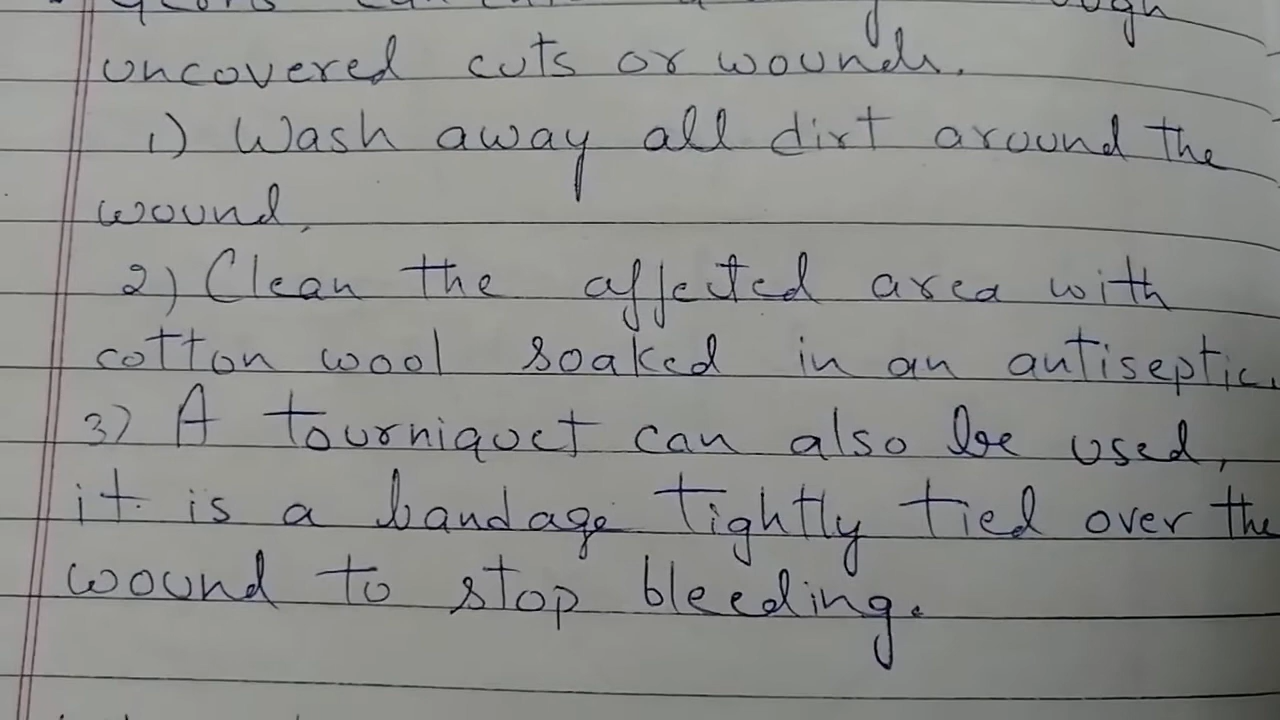 uncovered cuts or wounds.
1) Wash away all dirt around the
wound.
2) Clean the affected area with
cotton wool soaked in an antiseptic.
3) A tourniquet can also be used,
it is a bandage tightly tied over the
wound to stop bleeding.